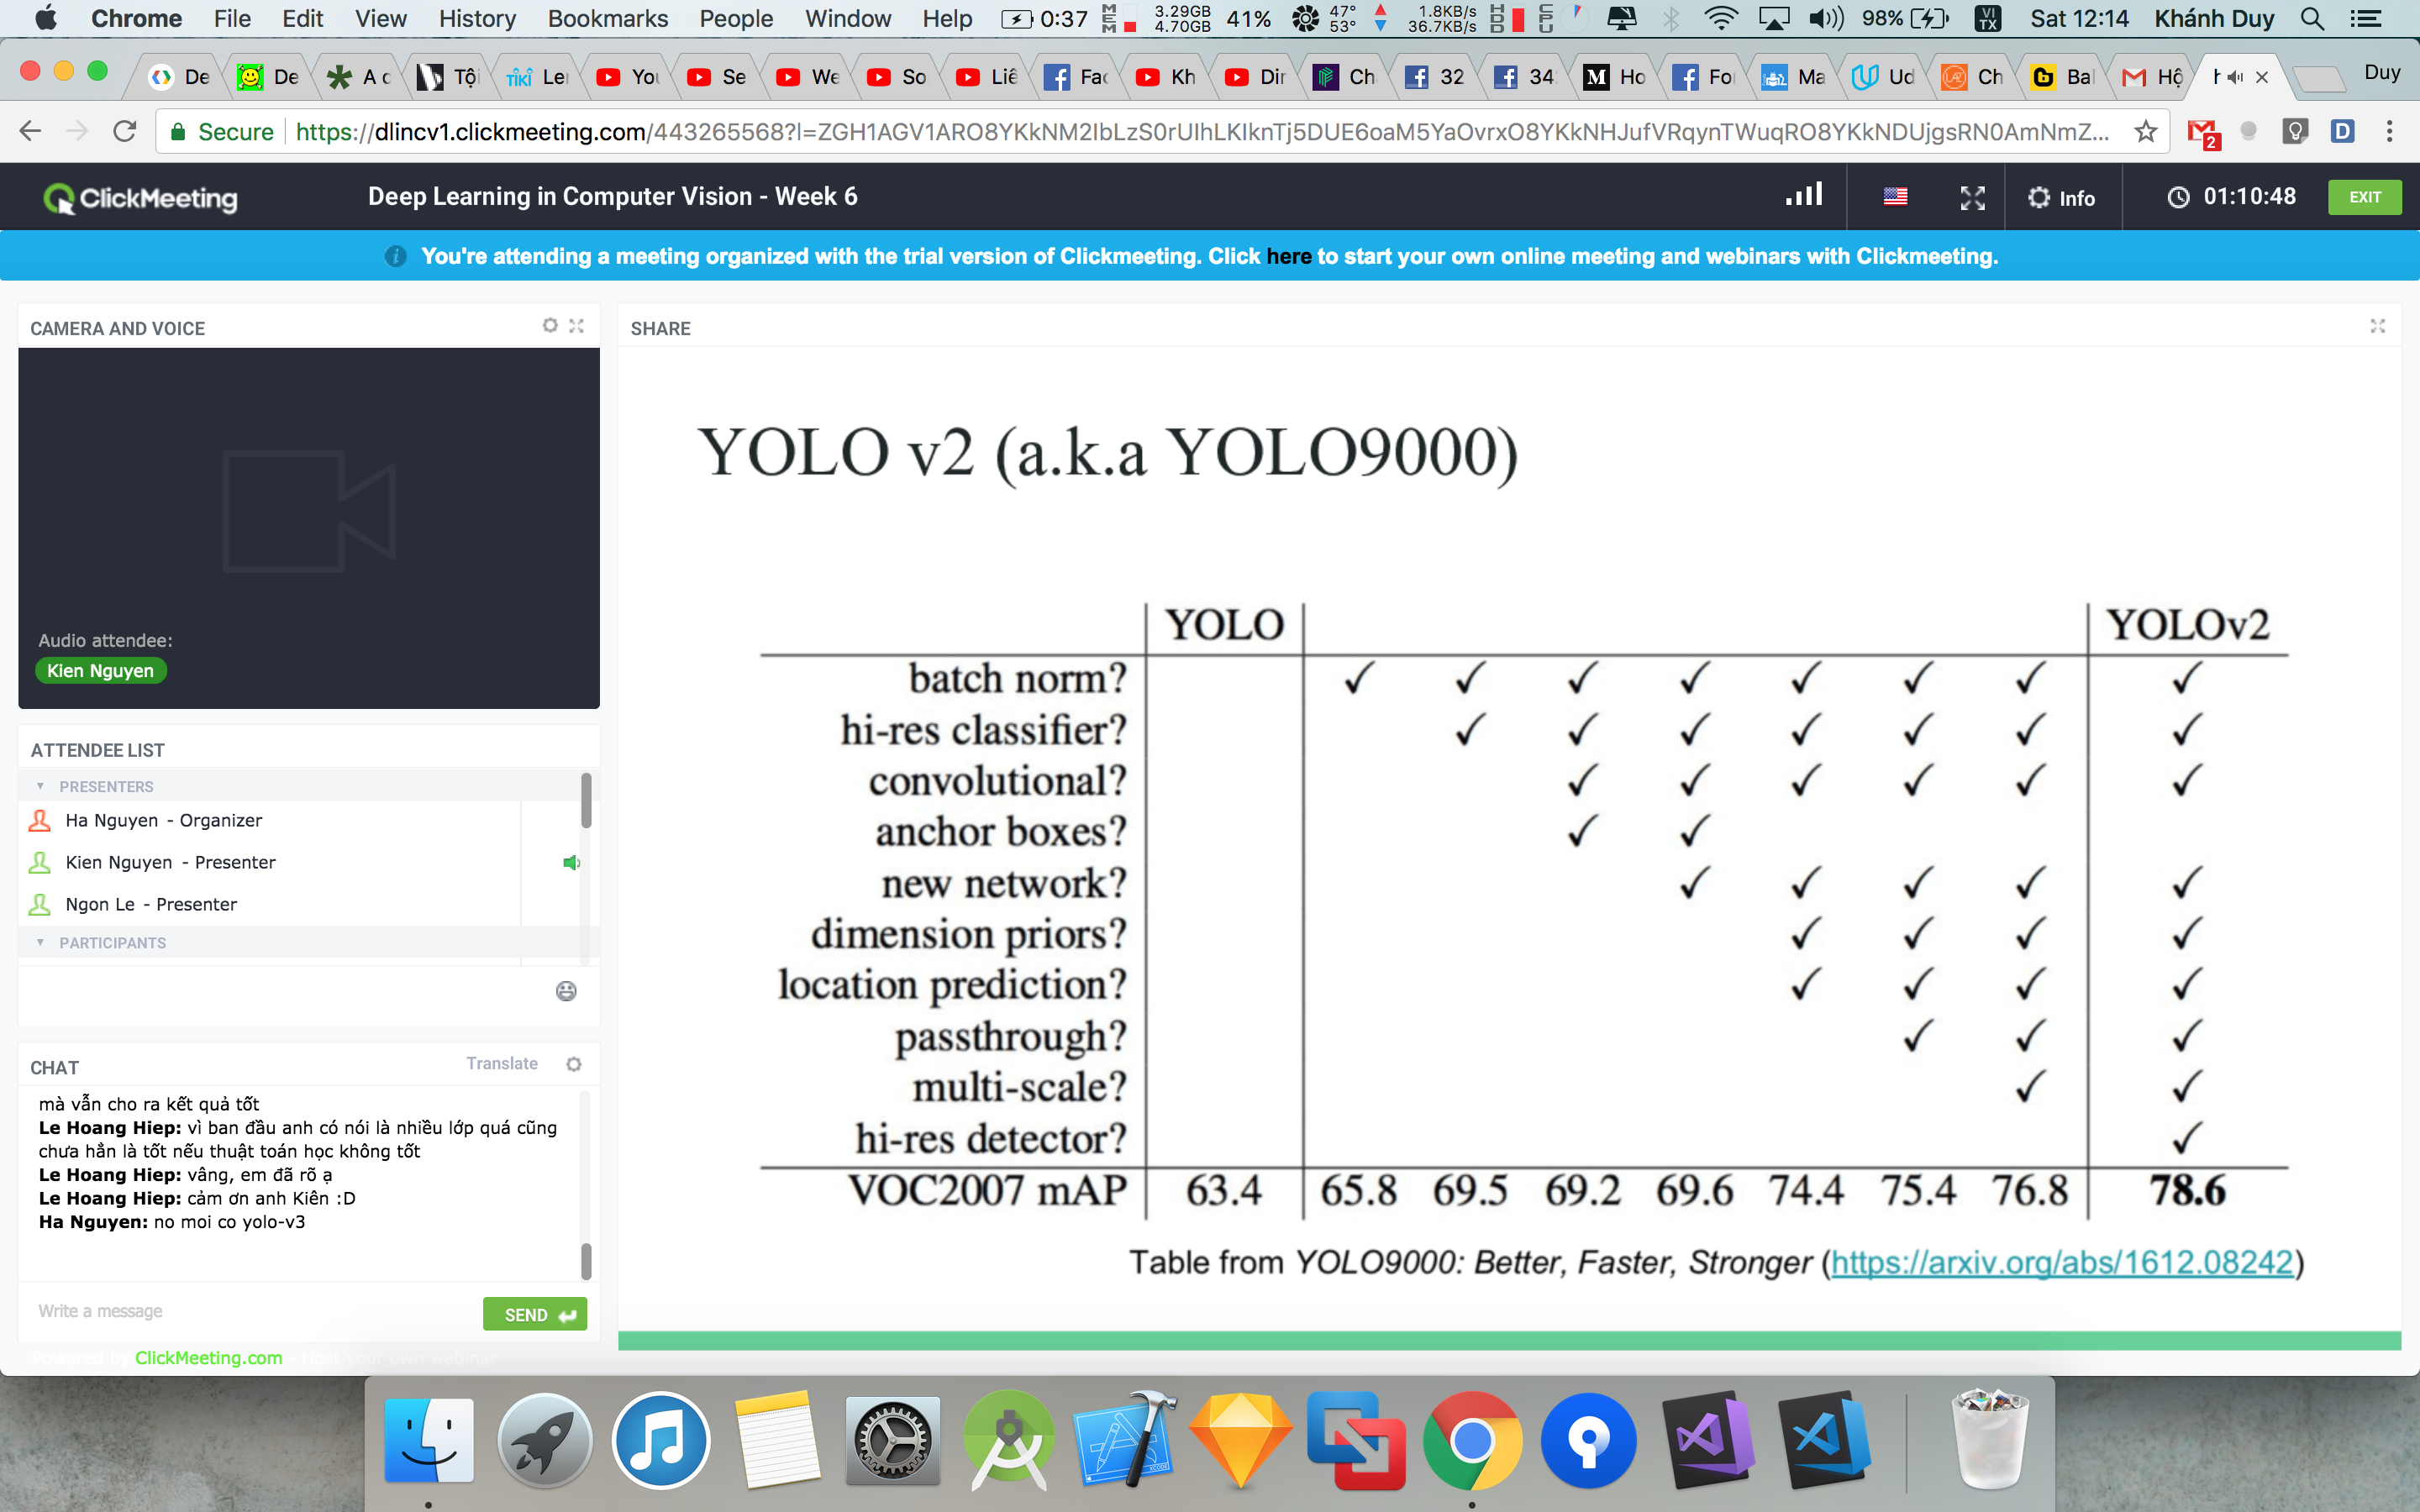 Chrome File Edit View History Bookmarks People Window Help 0:37 MEM 3.29GB 4.70GB 41% 47° 53° 1.8KB/s 36.7KB/s HDD CPU 98% VI TX Sat 12:14 Khánh Duy
De De A c Tội TIKI Ler You Se We So Liê Fac Kh Dir Ch 32 34 M Ho For Ma Ud Ch Bal Hộ h Duy
Secure https://dlincv1.clickmeeting.com/443265568?l=ZGH1AGV1ARO8YKkNM2IbLzS0rUIhLKIknTj5DUE6oaM5YaOvrxO8YKkNHJufVRqynTWuqRO8YKkNDUjgsRN0AmNmZ... 2 D
ClickMeeting Deep Learning in Computer Vision - Week 6 Info 01:10:48 EXIT
You're attending a meeting organized with the trial version of Clickmeeting. Click here to start your own online meeting and webinars with Clickmeeting.
CAMERA AND VOICE
Audio attendee:
Kien Nguyen
ATTENDEE LIST
PRESENTERS
Ha Nguyen - Organizer
Kien Nguyen - Presenter
Ngon Le - Presenter
PARTICIPANTS
CHAT Translate
mà vẫn cho ra kết quả tốt
Le Hoang Hiep: vì ban đầu anh có nói là nhiều lớp quá cũng
chưa hẳn là tốt nếu thuật toán học không tốt
Le Hoang Hiep: vâng, em đã rõ ạ
Le Hoang Hiep: cảm ơn anh Kiên :D
Ha Nguyen: no moi co yolo-v3
Write a message SEND
Powered by ClickMeeting.com
SHARE
YOLO v2 (a.k.a YOLO9000)
YOLO YOLOv2
batch norm? ✓ ✓ ✓ ✓ ✓ ✓ ✓ ✓
hi-res classifier? ✓ ✓ ✓ ✓ ✓ ✓ ✓
convolutional? ✓ ✓ ✓ ✓ ✓ ✓
anchor boxes? ✓ ✓
new network? ✓ ✓ ✓ ✓ ✓
dimension priors? ✓ ✓ ✓ ✓
location prediction? ✓ ✓ ✓ ✓
passthrough? ✓ ✓ ✓
multi-scale? ✓ ✓
hi-res detector? ✓
VOC2007 mAP 63.4 65.8 69.5 69.2 69.6 74.4 75.4 76.8 78.6
Table from YOLO9000: Better, Faster, Stronger (https://arxiv.org/abs/1612.08242)